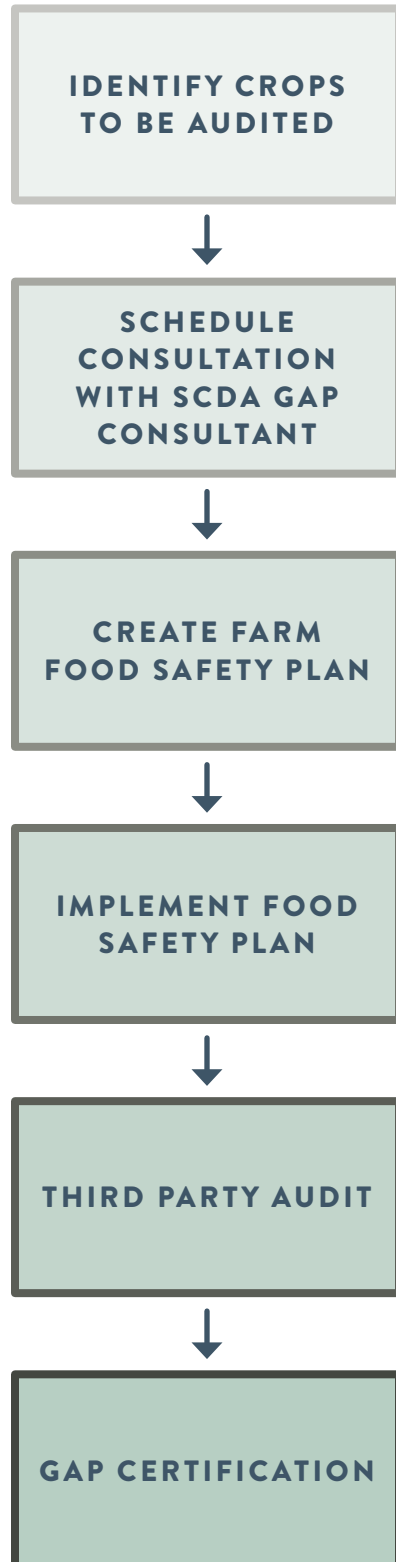 IDENTIFY CROPS
TO BE AUDITED
SCHEDULE
CONSULTATION
WITH SCDA GAP
CONSULTANT
CREATE FARM
FOOD SAFETY PLAN
IMPLEMENT FOOD
SAFETY PLAN
THIRD PARTY AUDIT
GAP CERTIFICATION